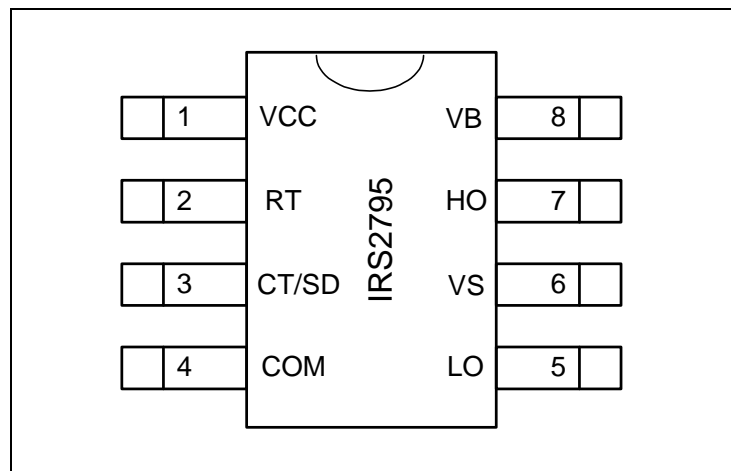 1 VCC VB 8
2 RT HO 7
IRS2795
3 CT/SD VS 6
4 COM LO 5